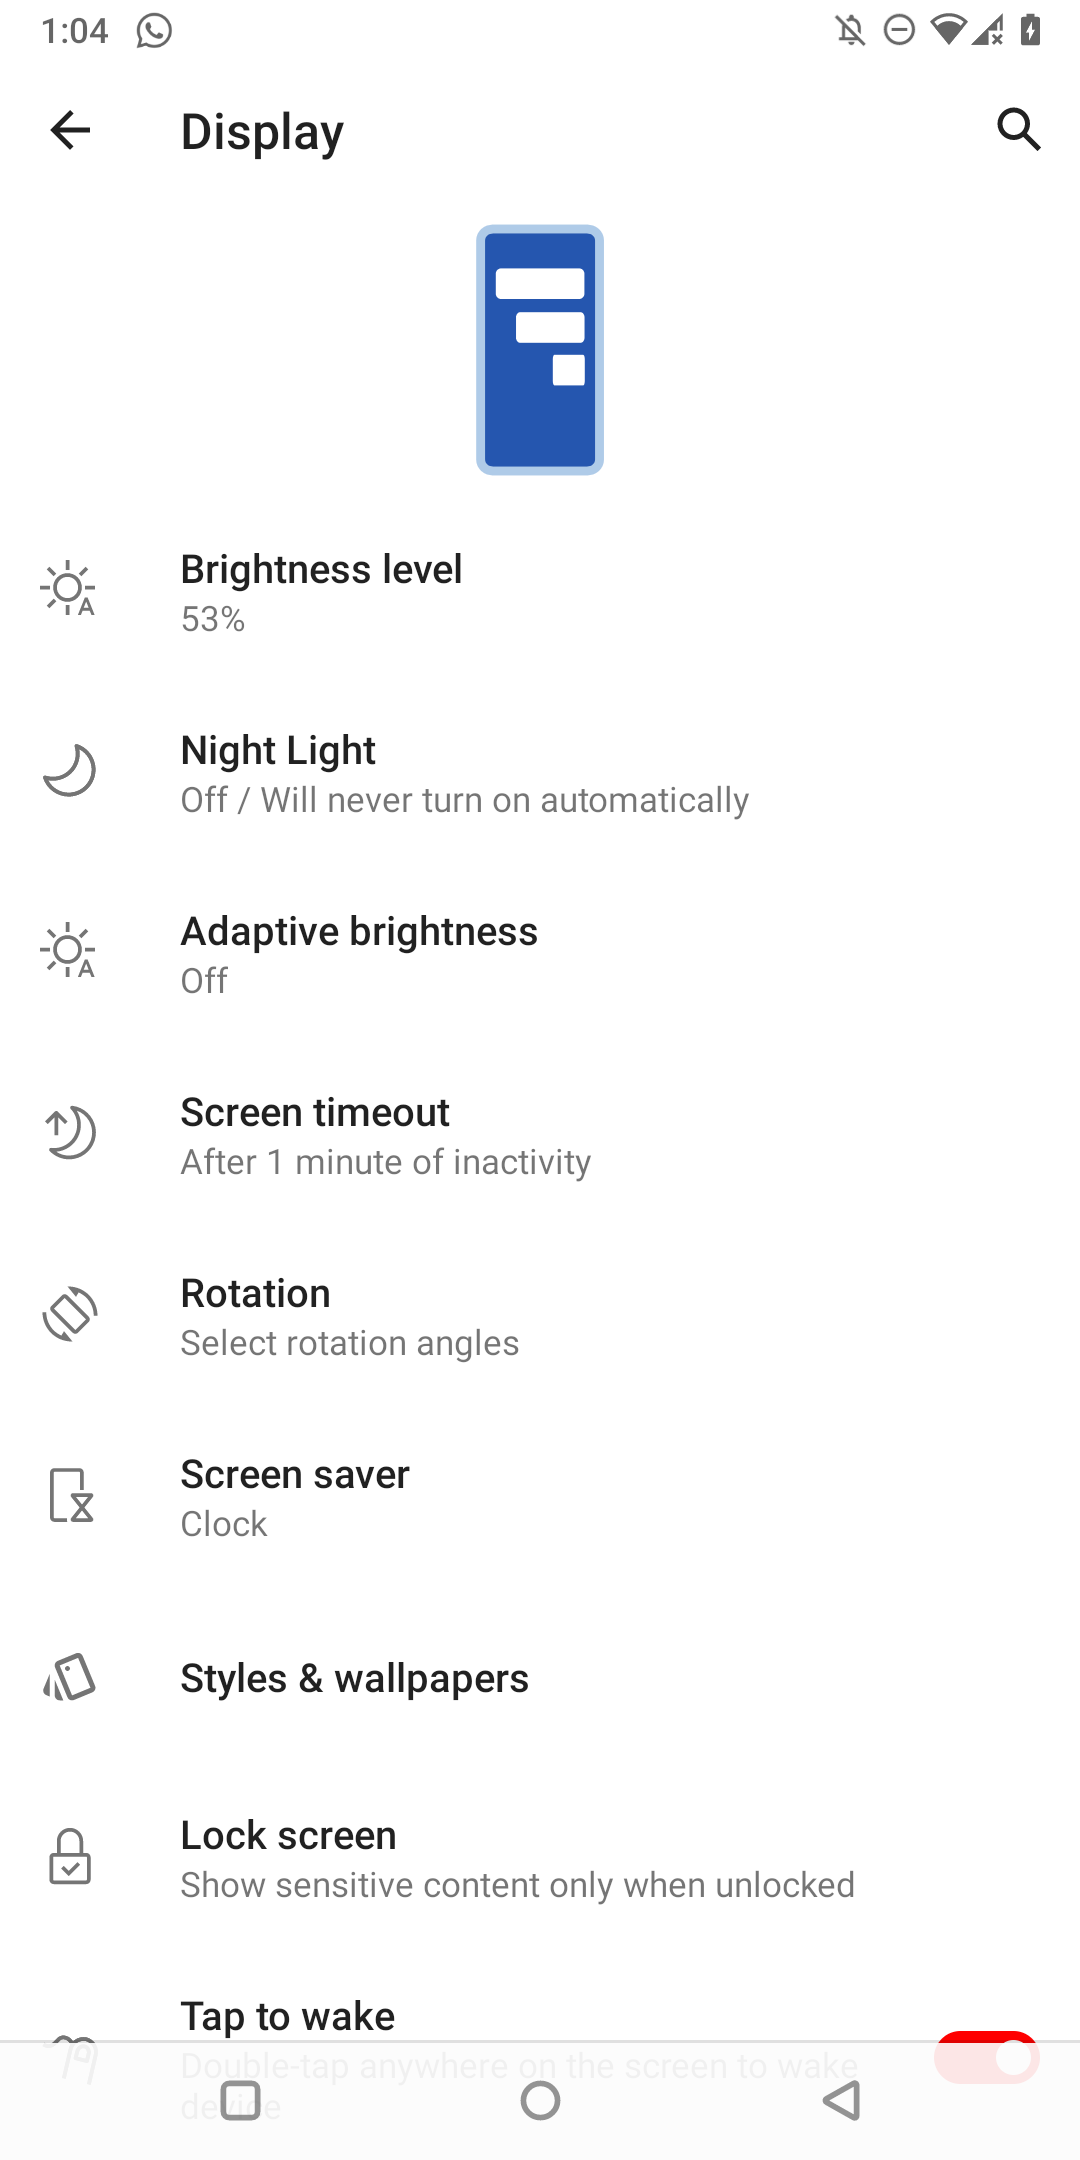 1:04
Display
Brightness level
53%
Night Light
Off / Will never turn on automatically
Adaptive brightness
Off
Screen timeout
After 1 minute of inactivity
Rotation
Select rotation angles
Screen saver
Clock
Styles & wallpapers
Lock screen
Show sensitive content only when unlocked
Tap to wake
Double-tap anywhere on the screen to wake
device